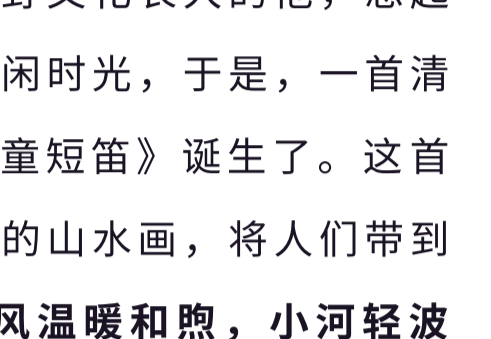 闲时光，于是，一首清
童短笛》诞生了。这首
的山水画，将人们带到
风温暖和煦，小河轻波